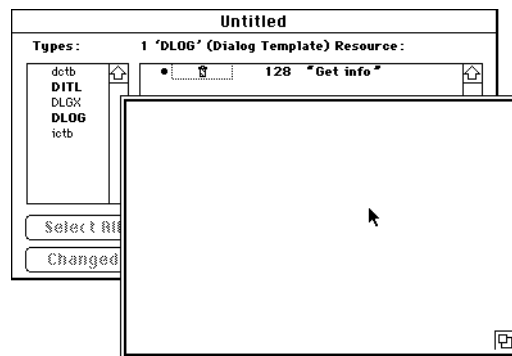 Untitled
Types: 1 'DLOG' (Dialog Template) Resource:
dctb
DITL
DLGX
DLOG
ictb
• 128 "Get info"
Select All
Changed